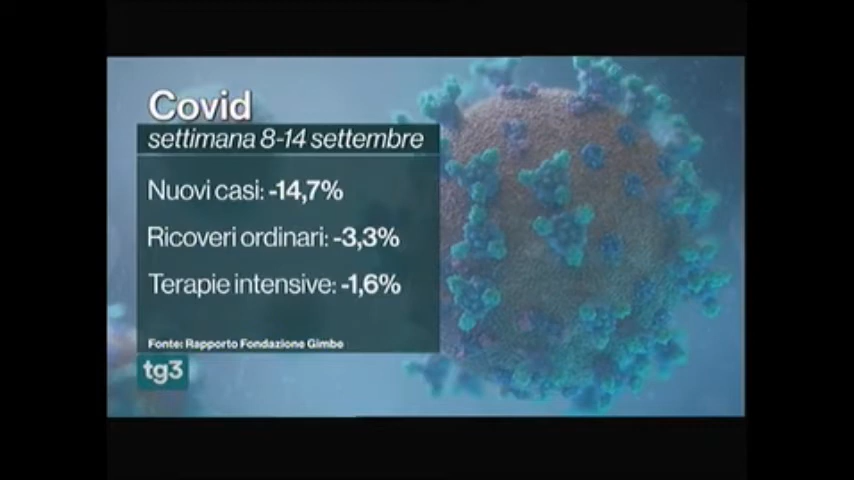 Covid
settimana 8-14 settembre
Nuovi casi: -14,7%
Ricoveri ordinari: -3,3%
Terapie intensive: -1,6%
Fonte: Rapporto Fondazione Gimbe
tg3